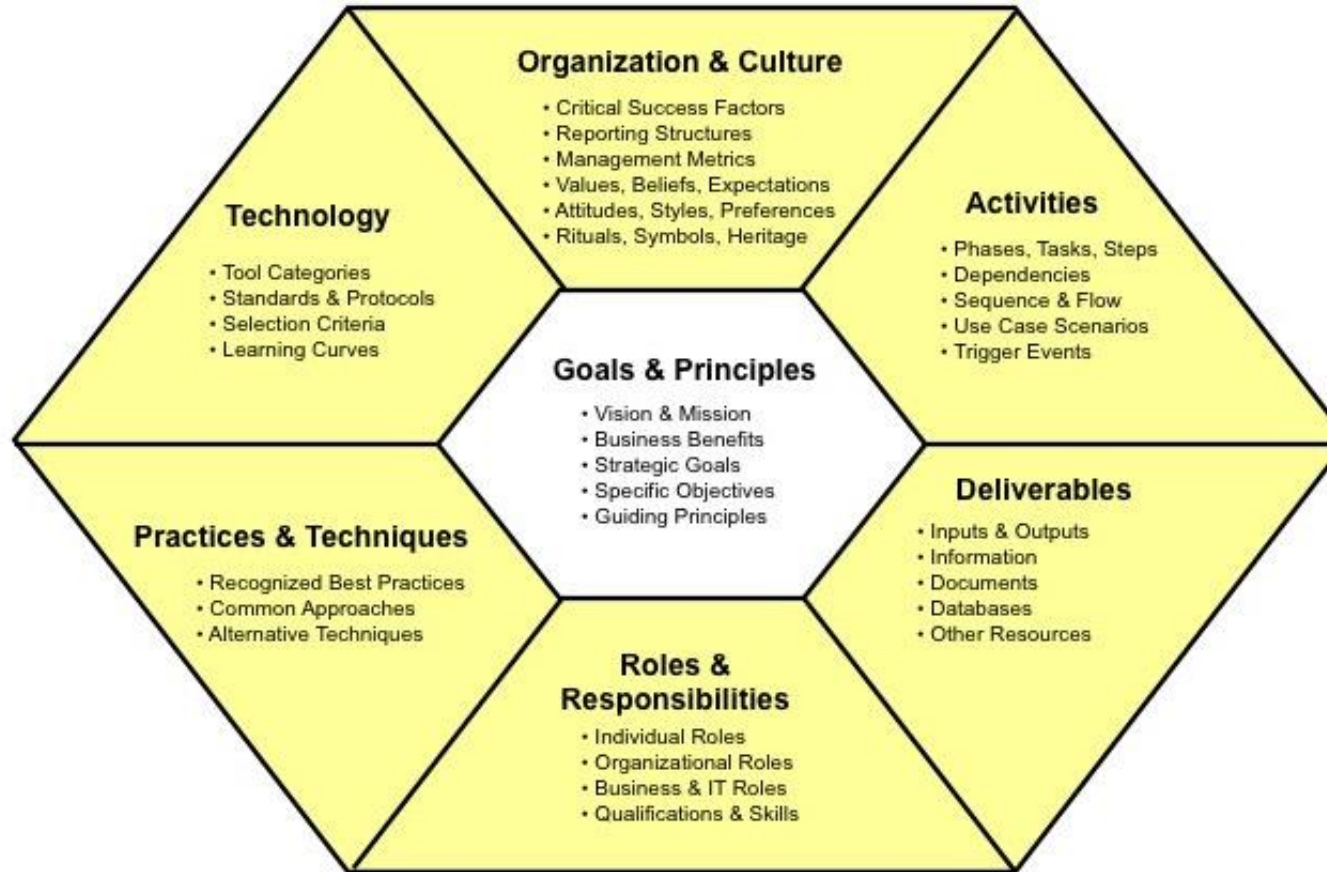 Organization & Culture
• Critical Success Factors
• Reporting Structures
• Management Metrics
• Values, Beliefs, Expectations
• Attitudes, Styles, Preferences
• Rituals, Symbols, Heritage
Technology
• Tool Categories
• Standards & Protocols
• Selection Criteria
• Learning Curves
Activities
• Phases, Tasks, Steps
• Dependencies
• Sequence & Flow
• Use Case Scenarios
• Trigger Events
Goals & Principles
• Vision & Mission
• Business Benefits
• Strategic Goals
• Specific Objectives
• Guiding Principles
Practices & Techniques
• Recognized Best Practices
• Common Approaches
• Alternative Techniques
Deliverables
• Inputs & Outputs
• Information
• Documents
• Databases
• Other Resources
Roles &
Responsibilities
• Individual Roles
• Organizational Roles
• Business & IT Roles
• Qualifications & Skills